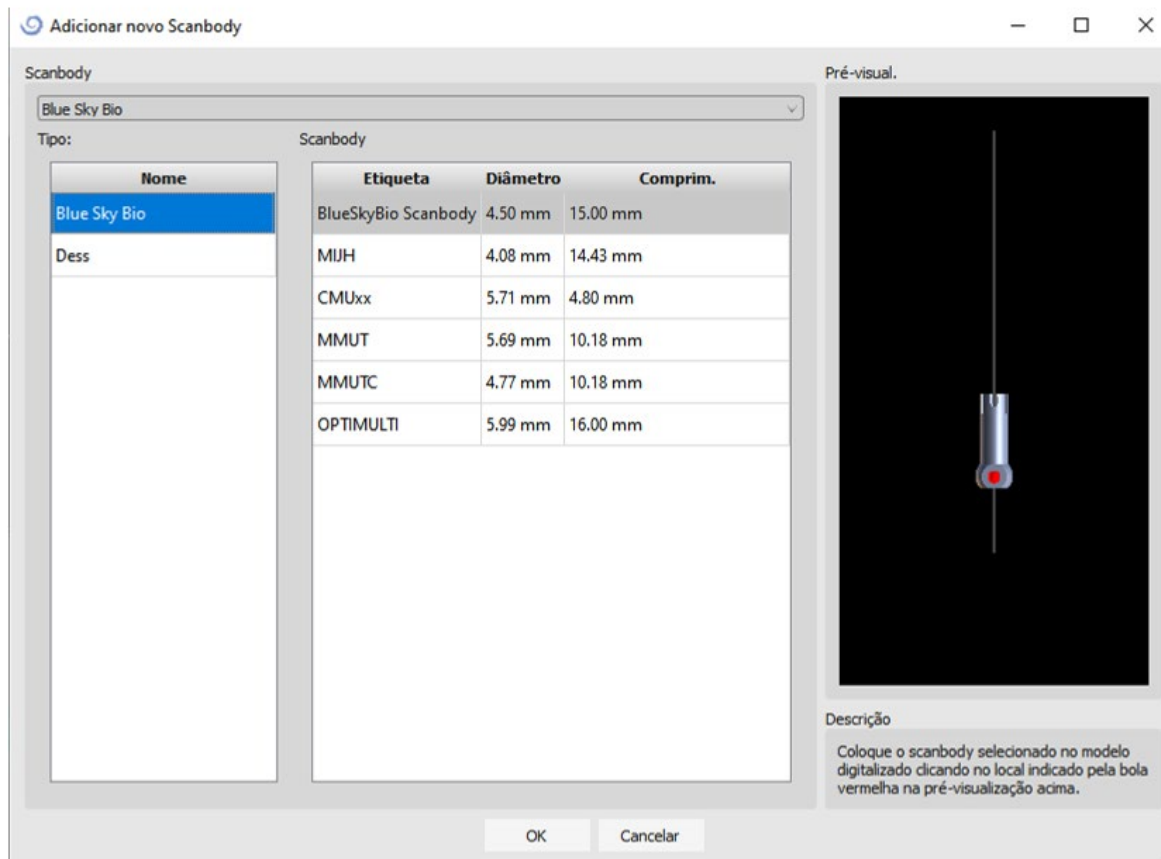 Adicionar novo Scanbody
Scanbody
Pré-visual.
Blue Sky Bio
Tipo:
Scanbody
Nome
Etiqueta Diâmetro Comprim.
Blue Sky Bio
BlueSkyBio Scanbody 4.50 mm 15.00 mm
Dess
MIJH 4.08 mm 14.43 mm
CMUxx 5.71 mm 4.80 mm
MMUT 5.69 mm 10.18 mm
MMUTC 4.77 mm 10.18 mm
OPTIMULTI 5.99 mm 16.00 mm
Descrição
Coloque o scanbody selecionado no modelo
digitalizado clicando no local indicado pela bola
vermelha na pré-visualização acima.
OK
Cancelar